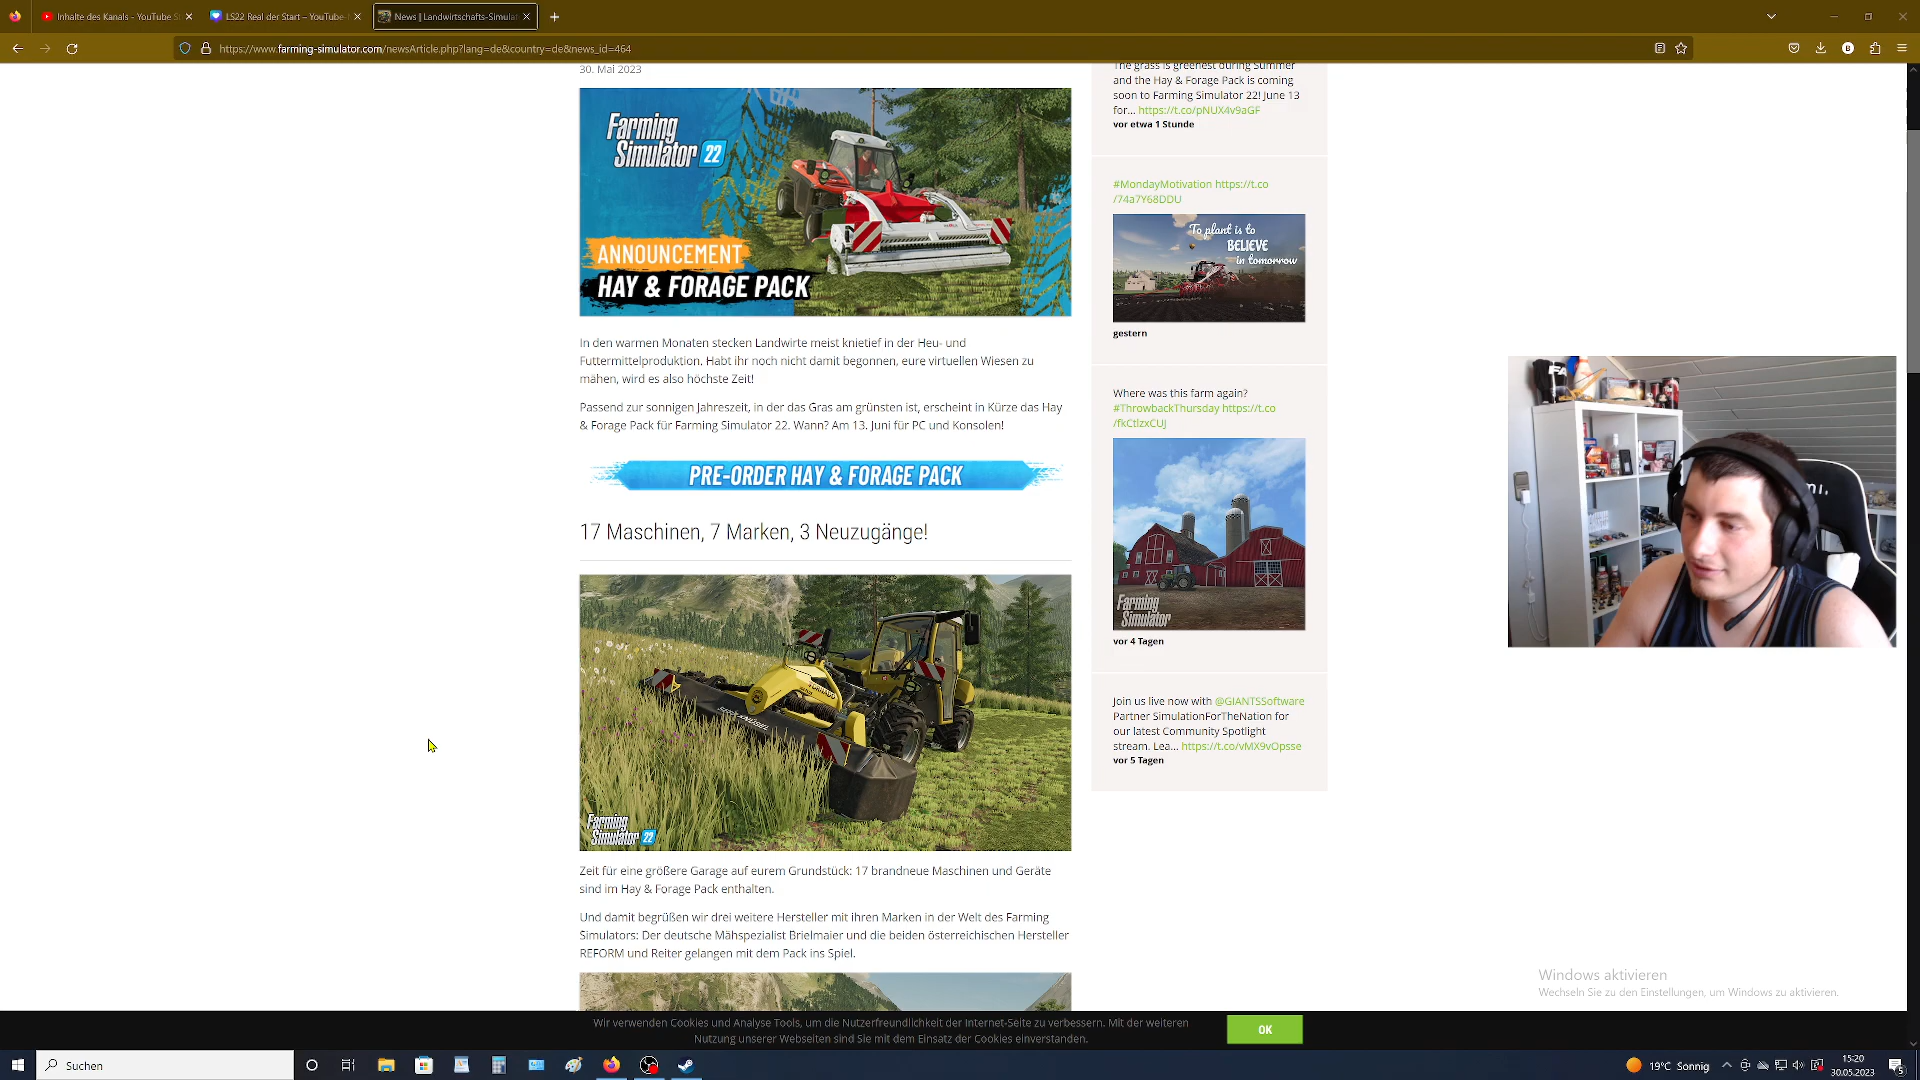 Inhalte des Kanals – YouTube S
LS22 Real der Start – YouTube-
News | Landwirtschafts-Simulat
https://www.farming-simulator.com/newsArticle.php?lang=de&country=de&news_id=464
30. Mai 2023
Farming
Simulator 22
ANNOUNCEMENT
HAY & FORAGE PACK
In den warmen Monaten stecken Landwirte meist knietief in der Heu- und
Futtermittelproduktion. Habt ihr noch nicht damit begonnen, eure virtuellen Wiesen zu
mähen, wird es also höchste Zeit!
Passend zur sonnigen Jahreszeit, in der das Gras am grünsten ist, erscheint in Kürze das Hay
& Forage Pack für Farming Simulator 22. Wann? Am 13. Juni für PC und Konsolen!
PRE-ORDER HAY & FORAGE PACK
17 Maschinen, 7 Marken, 3 Neuzugänge!
Farming
Simulator 22
Zeit für eine größere Garage auf eurem Grundstück: 17 brandneue Maschinen und Geräte
sind im Hay & Forage Pack enthalten.
Und damit begrüßen wir drei weitere Hersteller mit ihren Marken in der Welt des Farming
Simulators: Der deutsche Mähspezialist Brielmaier und die beiden österreichischen Hersteller
REFORM und Reiter gelangen mit dem Pack ins Spiel.
The grass is greenest during Summer
and the Hay & Forage Pack is coming
soon to Farming Simulator 22! June 13
for... https://t.co/pNUX4v9aGF
vor etwa 1 Stunde
#MondayMotivation https://t.co
/74a7Y68DDU
To plant is to
BELIEVE
in tomorrow
gestern
Where was this farm again?
#ThrowbackThursday https://t.co
/fkCtlzxCUJ
Farming
Simulator
vor 4 Tagen
Join us live now with @GIANTSSoftware
Partner SimulationForTheNation for
our latest Community Spotlight
stream. Lea... https://t.co/vMX9vOpsse
vor 5 Tagen
Windows aktivieren
Wechseln Sie zu den Einstellungen, um Windows zu aktivieren.
Wir verwenden Cookies und Analyse Tools, um die Nutzerfreundlichkeit der Internet-Seite zu verbessern. Mit der weiteren
Nutzung unserer Webseiten sind Sie mit dem Einsatz der Cookies einverstanden.
OK
Suchen
19°C Sonnig
15:20
30.05.2023
5